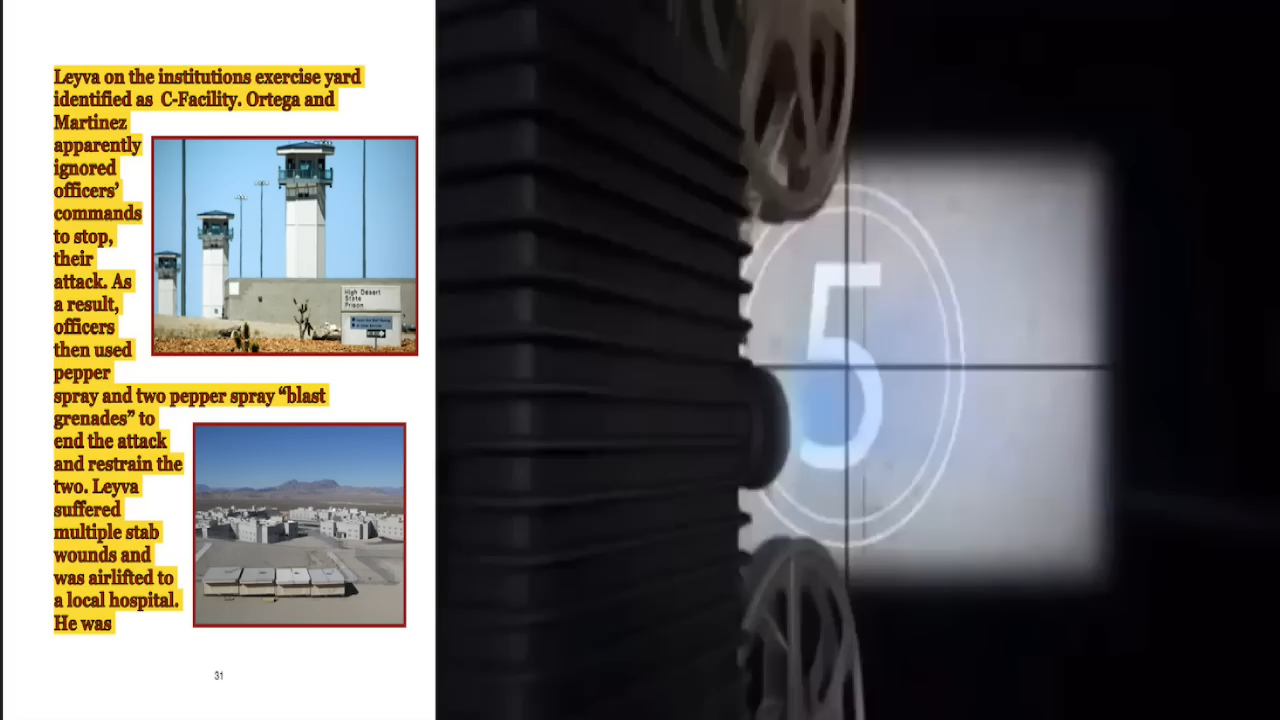 Leyva on the institutions exercise yard
identified as C-Facility. Ortega and
Martinez
apparently
ignored
officers’
commands
to stop,
their
attack. As
a result,
officers
then used
pepper
spray and two pepper spray “blast
grenades” to
end the attack
and restrain the
two. Leyva
suffered
multiple stab
wounds and
was airlifted to
a local hospital.
He was
High Desert
State
Prison
31
5